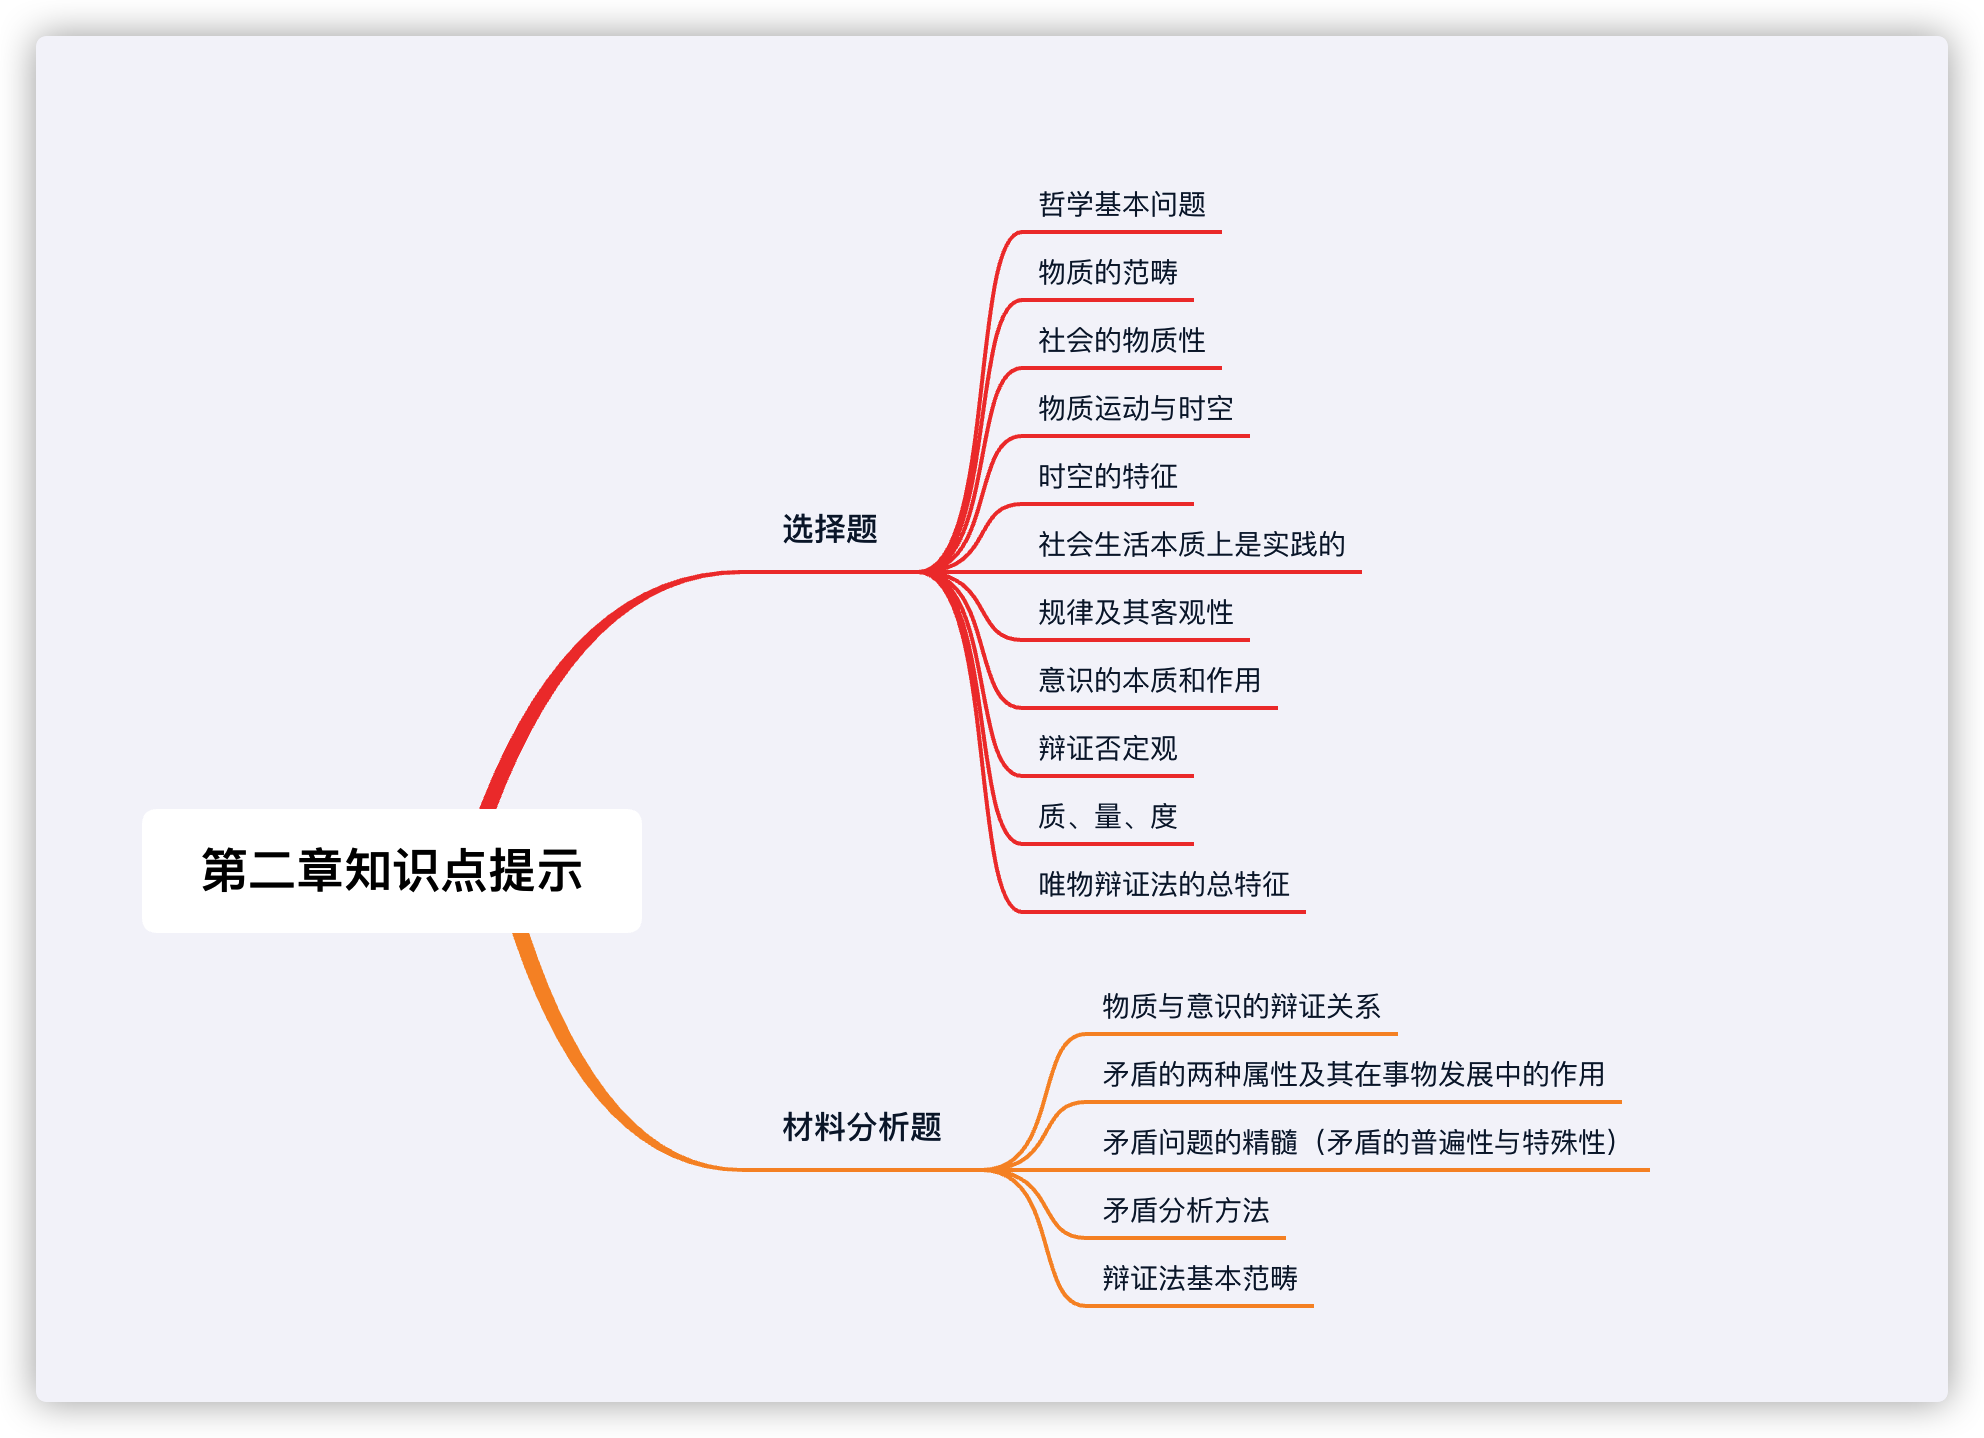 哲学基本问题
物质的范畴
社会的物质性
物质运动与时空
时空的特征
选择题
社会生活本质上是实践的
规律及其客观性
意识的本质和作用
辩证否定观
质、量、度
第二章知识点提示
唯物辩证法的总特征
物质与意识的辩证关系
矛盾的两种属性及其在事物发展中的作用
材料分析题
矛盾问题的精髓（矛盾的普遍性与特殊性）
矛盾分析方法
辩证法基本范畴